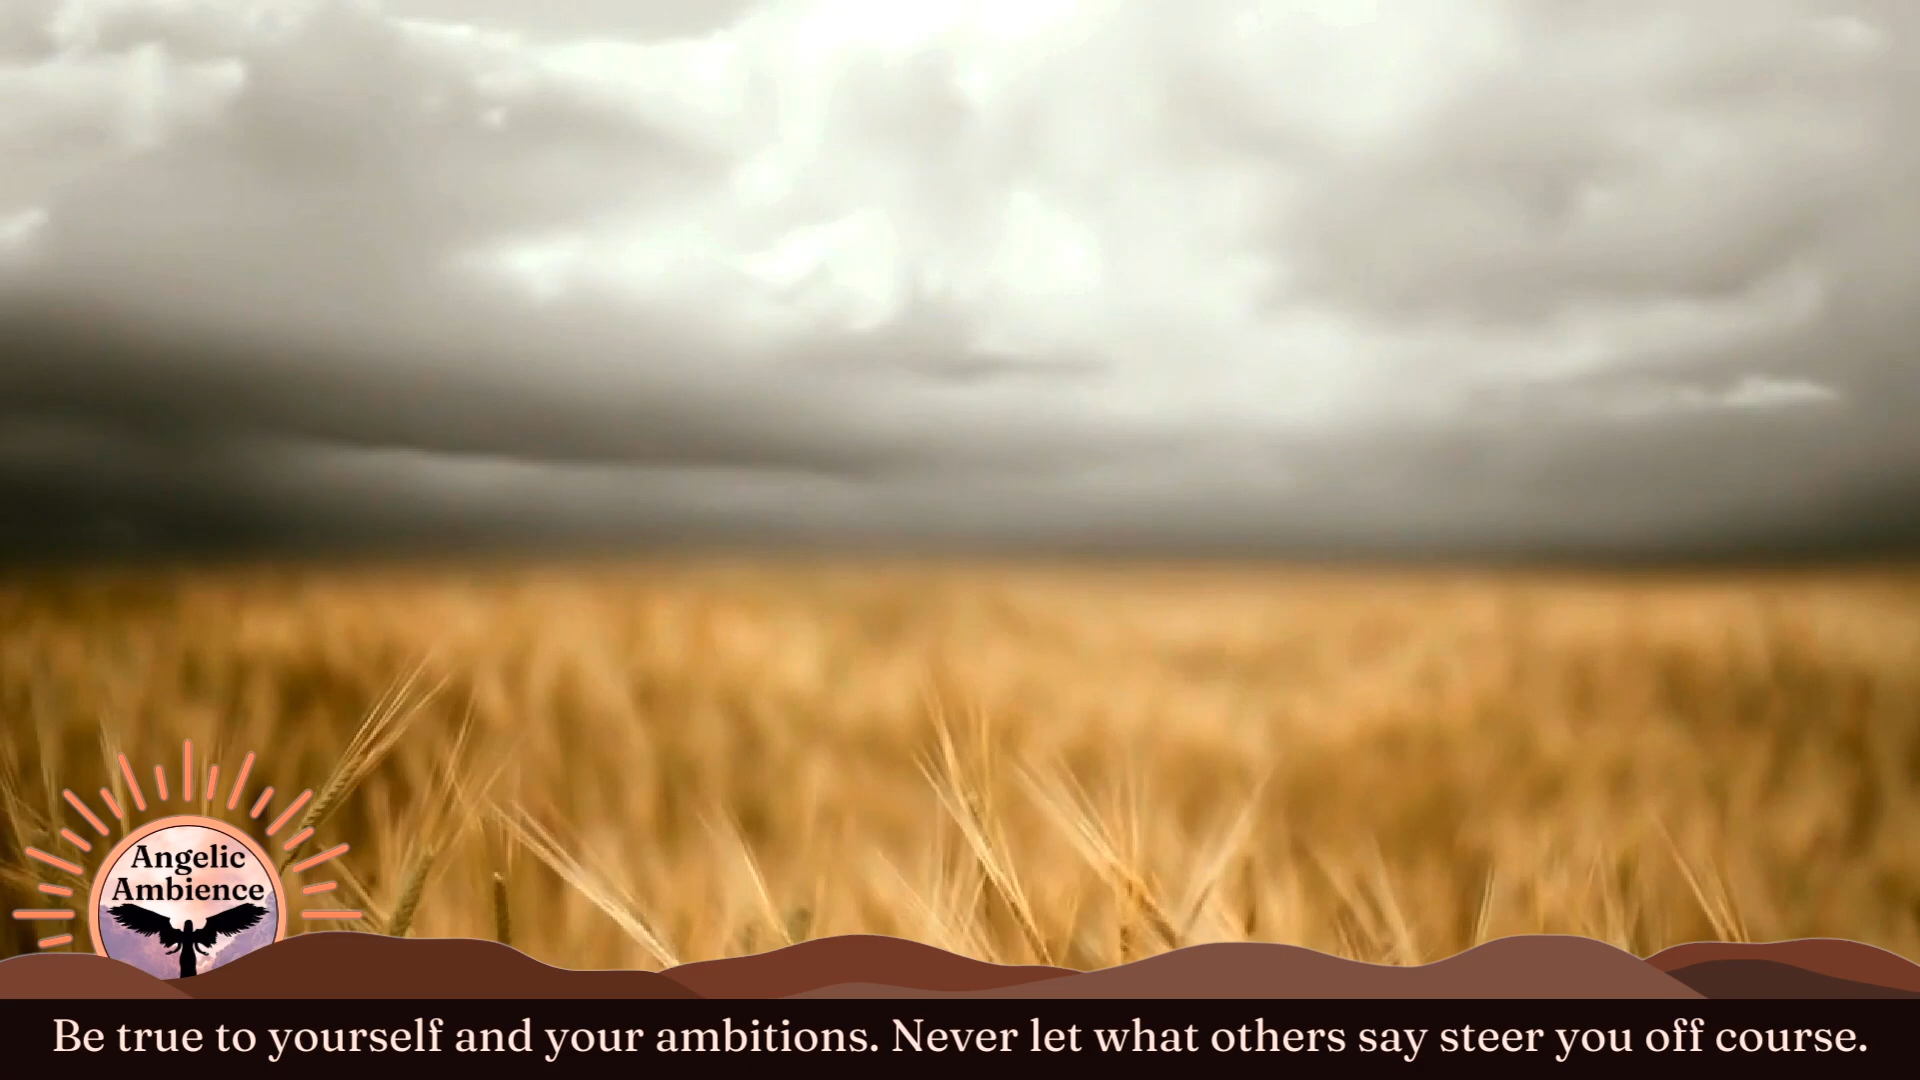 Angelic
Ambience
Be true to yourself and your ambitions. Never let what others say steer you off course.